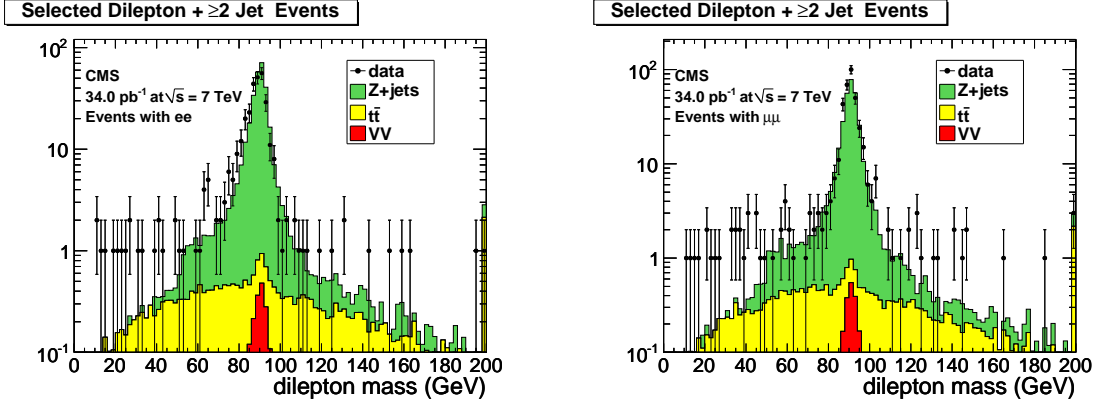 Selected Dilepton + ≥2 Jet Events
CMS
34.0 pb⁻¹ at √s = 7 TeV
Events with ee
data
Z+jets
tt̄
VV
10²
10
1
10⁻¹
0 20 40 60 80 100 120 140 160 180 200
dilepton mass (GeV)
Selected Dilepton + ≥2 Jet Events
CMS
34.0 pb⁻¹ at √s = 7 TeV
Events with μμ
data
Z+jets
tt̄
VV
10²
10
1
10⁻¹
0 20 40 60 80 100 120 140 160 180 200
dilepton mass (GeV)